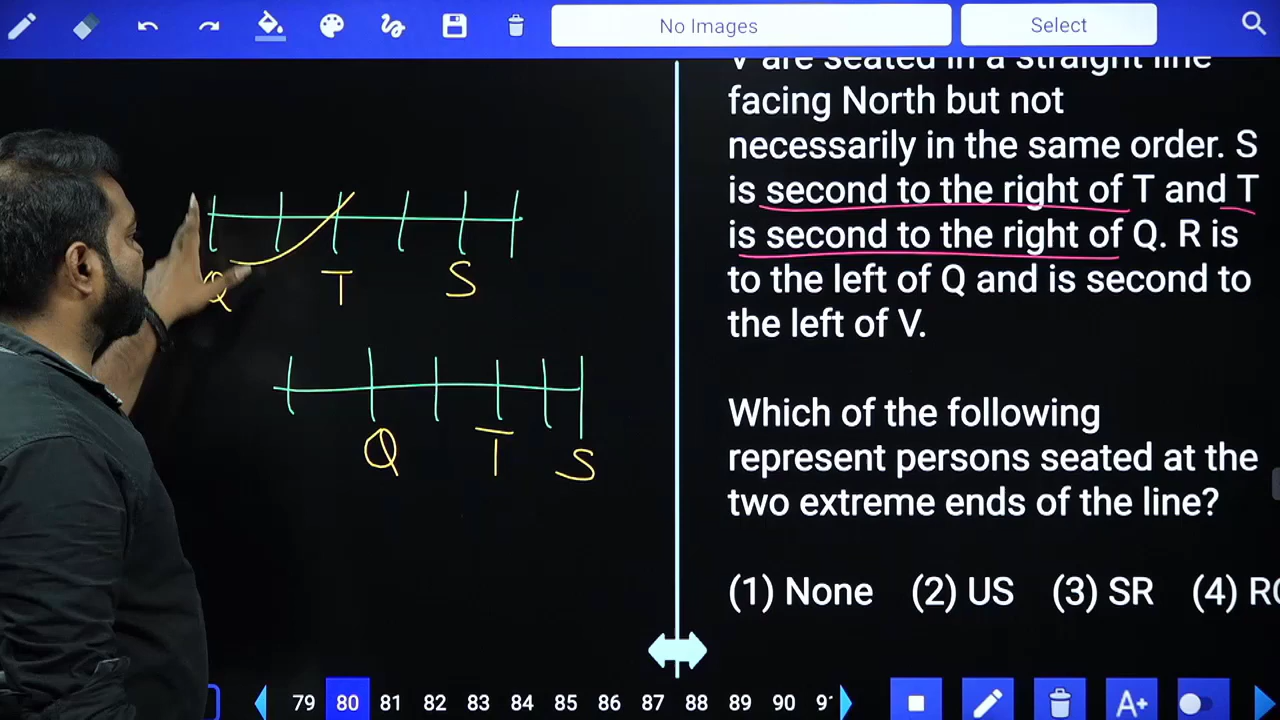 No Images
Select
V are seated in a straight line
facing North but not
necessarily in the same order. S
is second to the right of T and T
is second to the right of Q. R is
to the left of Q and is second to
the left of V.
Which of the following
represent persons seated at the
two extreme ends of the line?
(1) None (2) US (3) SR (4)
Q T S
Q T S
79 80 81 82 83 84 85 86 87 88 89 90
A+